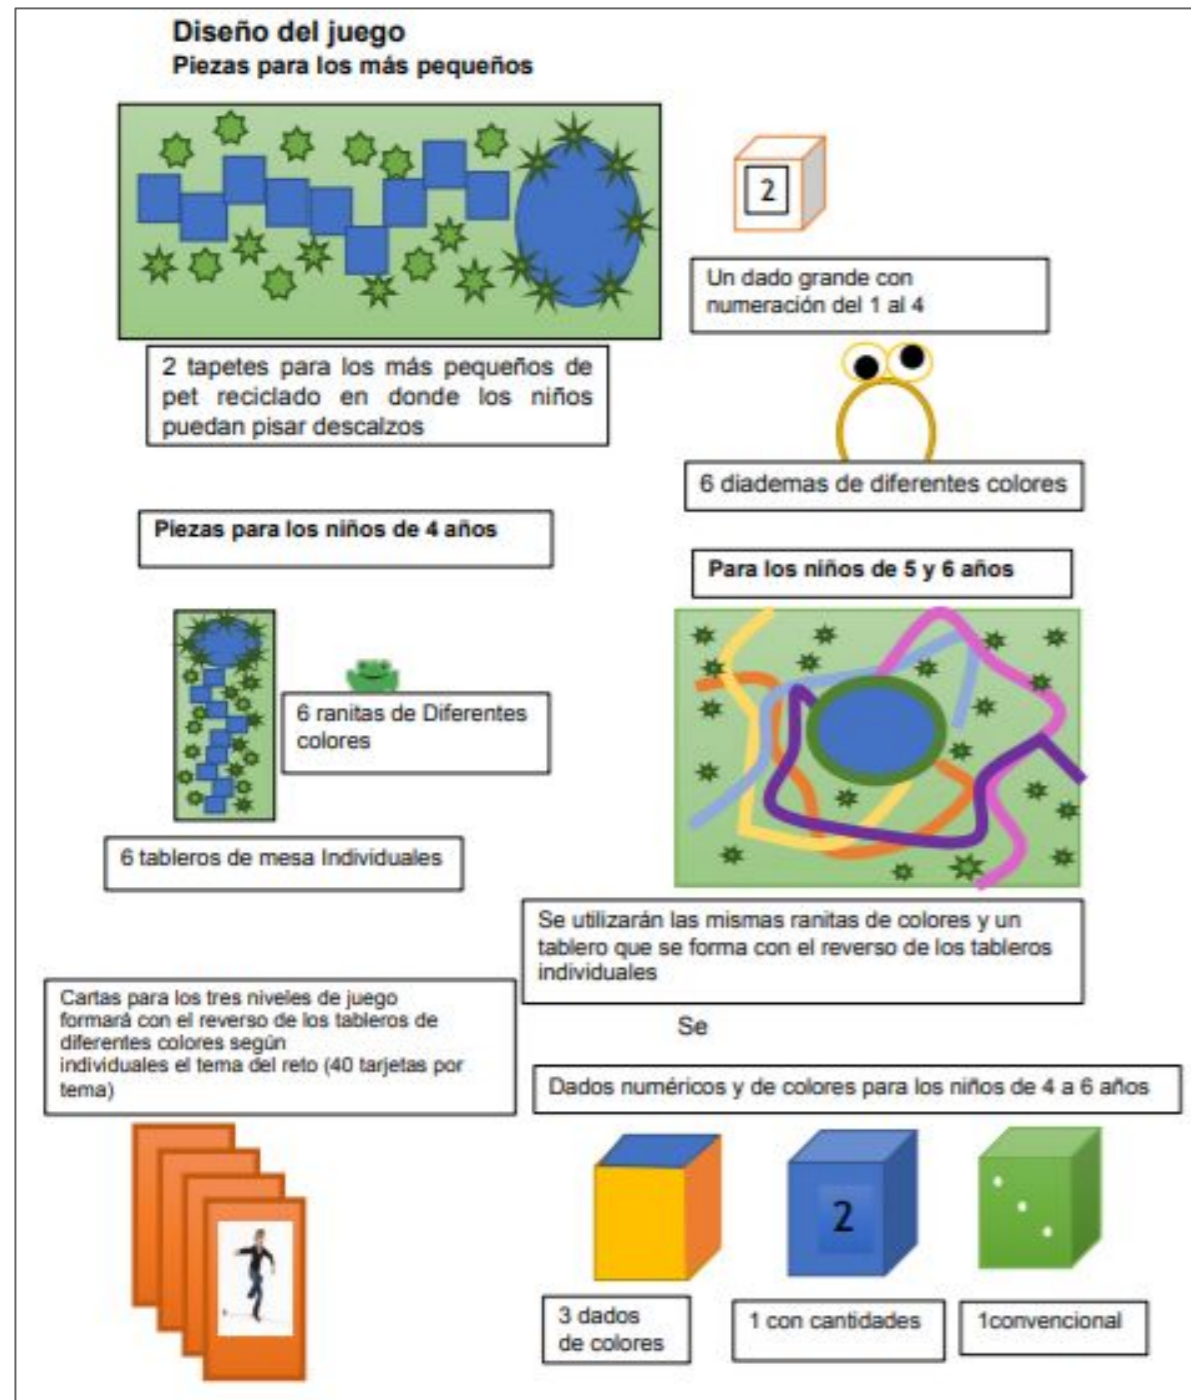 Diseño del juego
Piezas para los más pequeños
2
Un dado grande con
numeración del 1 al 4
2 tapetes para los más pequeños de
pet reciclado en donde los niños
puedan pisar descalzos
6 diademas de diferentes colores
Piezas para los niños de 4 años
Para los niños de 5 y 6 años
6 ranitas de Diferentes
colores
6 tableros de mesa Individuales
Se utilizarán las mismas ranitas de colores y un
tablero que se forma con el reverso de los tableros
individuales
Cartas para los tres niveles de juego
formará con el reverso de los tableros de
diferentes colores según
individuales el tema del reto (40 tarjetas por
tema)
Se
Dados numéricos y de colores para los niños de 4 a 6 años
2
3 dados
de colores
1 con cantidades
1convencional